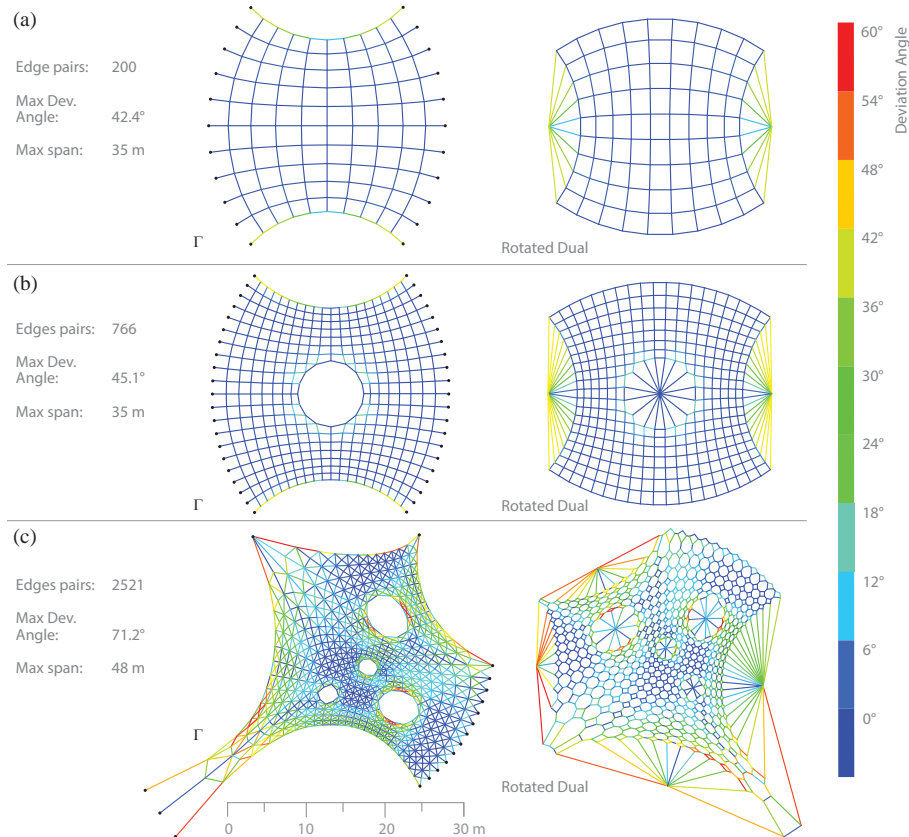 (a)
Edge pairs: 200
Max Dev.
Angle: 42.4°
Max span: 35 m
Γ
Rotated Dual
(b)
Edges pairs: 766
Max Dev.
Angle: 45.1°
Max span: 35 m
Γ
Rotated Dual
(c)
Edges pairs: 2521
Max Dev.
Angle: 71.2°
Max span: 48 m
Γ
Rotated Dual
0 10 20 30 m
60°
54°
48°
42°
36°
30°
24°
18°
12°
6°
0°
Deviation Angle